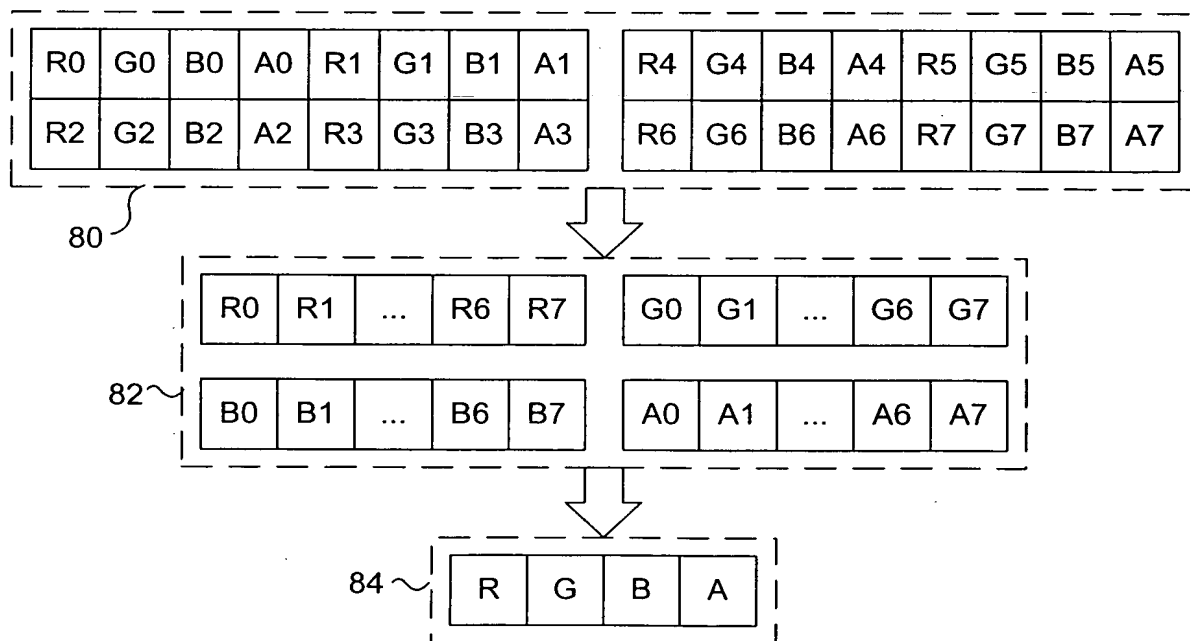 R0 G0 B0 A0 R1 G1 B1 A1 R4 G4 B4 A4 R5 G5 B5 A5
R2 G2 B2 A2 R3 G3 B3 A3 R6 G6 B6 A6 R7 G7 B7 A7
80
R0 R1 ... R6 R7 G0 G1 ... G6 G7
82
B0 B1 ... B6 B7 A0 A1 ... A6 A7
84
R G B A